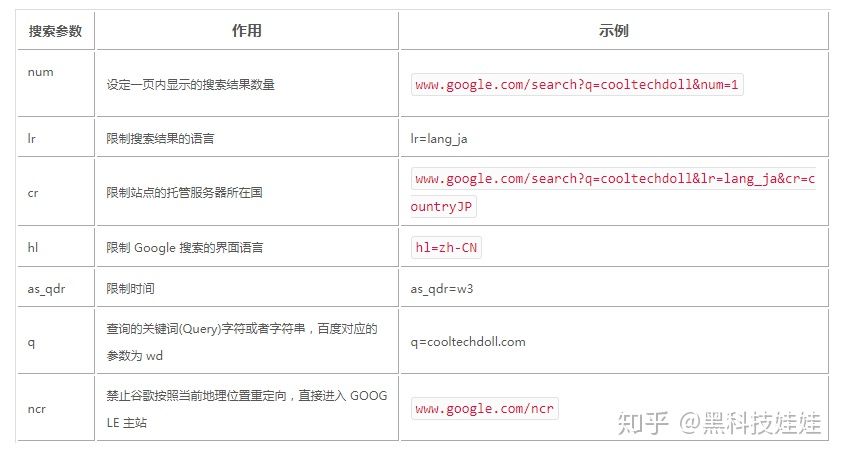 搜索参数 作用 示例
num 设定一页内显示的搜索结果数量 www.google.com/search?q=cooltechdoll&num=1
lr 限制搜索结果的语言 lr=lang_ja
cr 限制站点的托管服务器所在国 www.google.com/search?q=cooltechdoll&lr=lang_ja&cr=c
ountryJP
hl 限制 Google 搜索的界面语言 hl=zh-CN
as_qdr 限制时间 as_qdr=w3
q 查询的关键词(Query)字符或者字符串，百度对应的
参数为 wd
q=cooltechdoll.com
ncr 禁止谷歌按照当前地理位置重定向，直接进入 GOOG
LE 主站
www.google.com/ncr
知乎 @黑科技娃娃